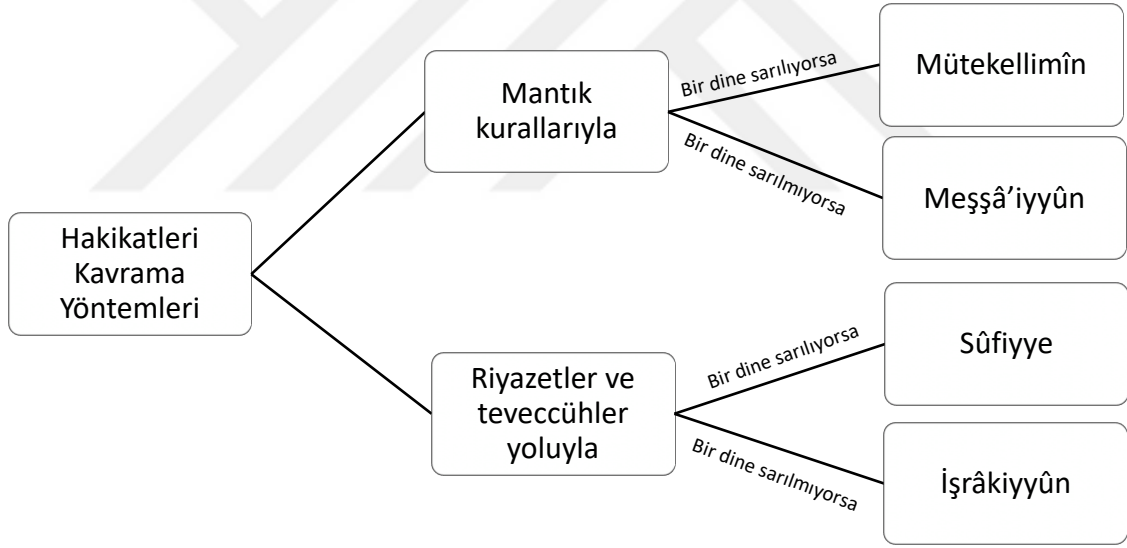 Hakikatleri
Kavrama
Yöntemleri
Mantık
kurallarıyla
Bir dine sarılıyorsa
Mütekellimîn
Bir dine sarılmıyorsa
Meşşâ’iyyûn
Riyazetler ve
teveccühler
yoluyla
Bir dine sarılıyorsa
Sûfiyye
Bir dine sarılmıyorsa
İşrâkiyyûn